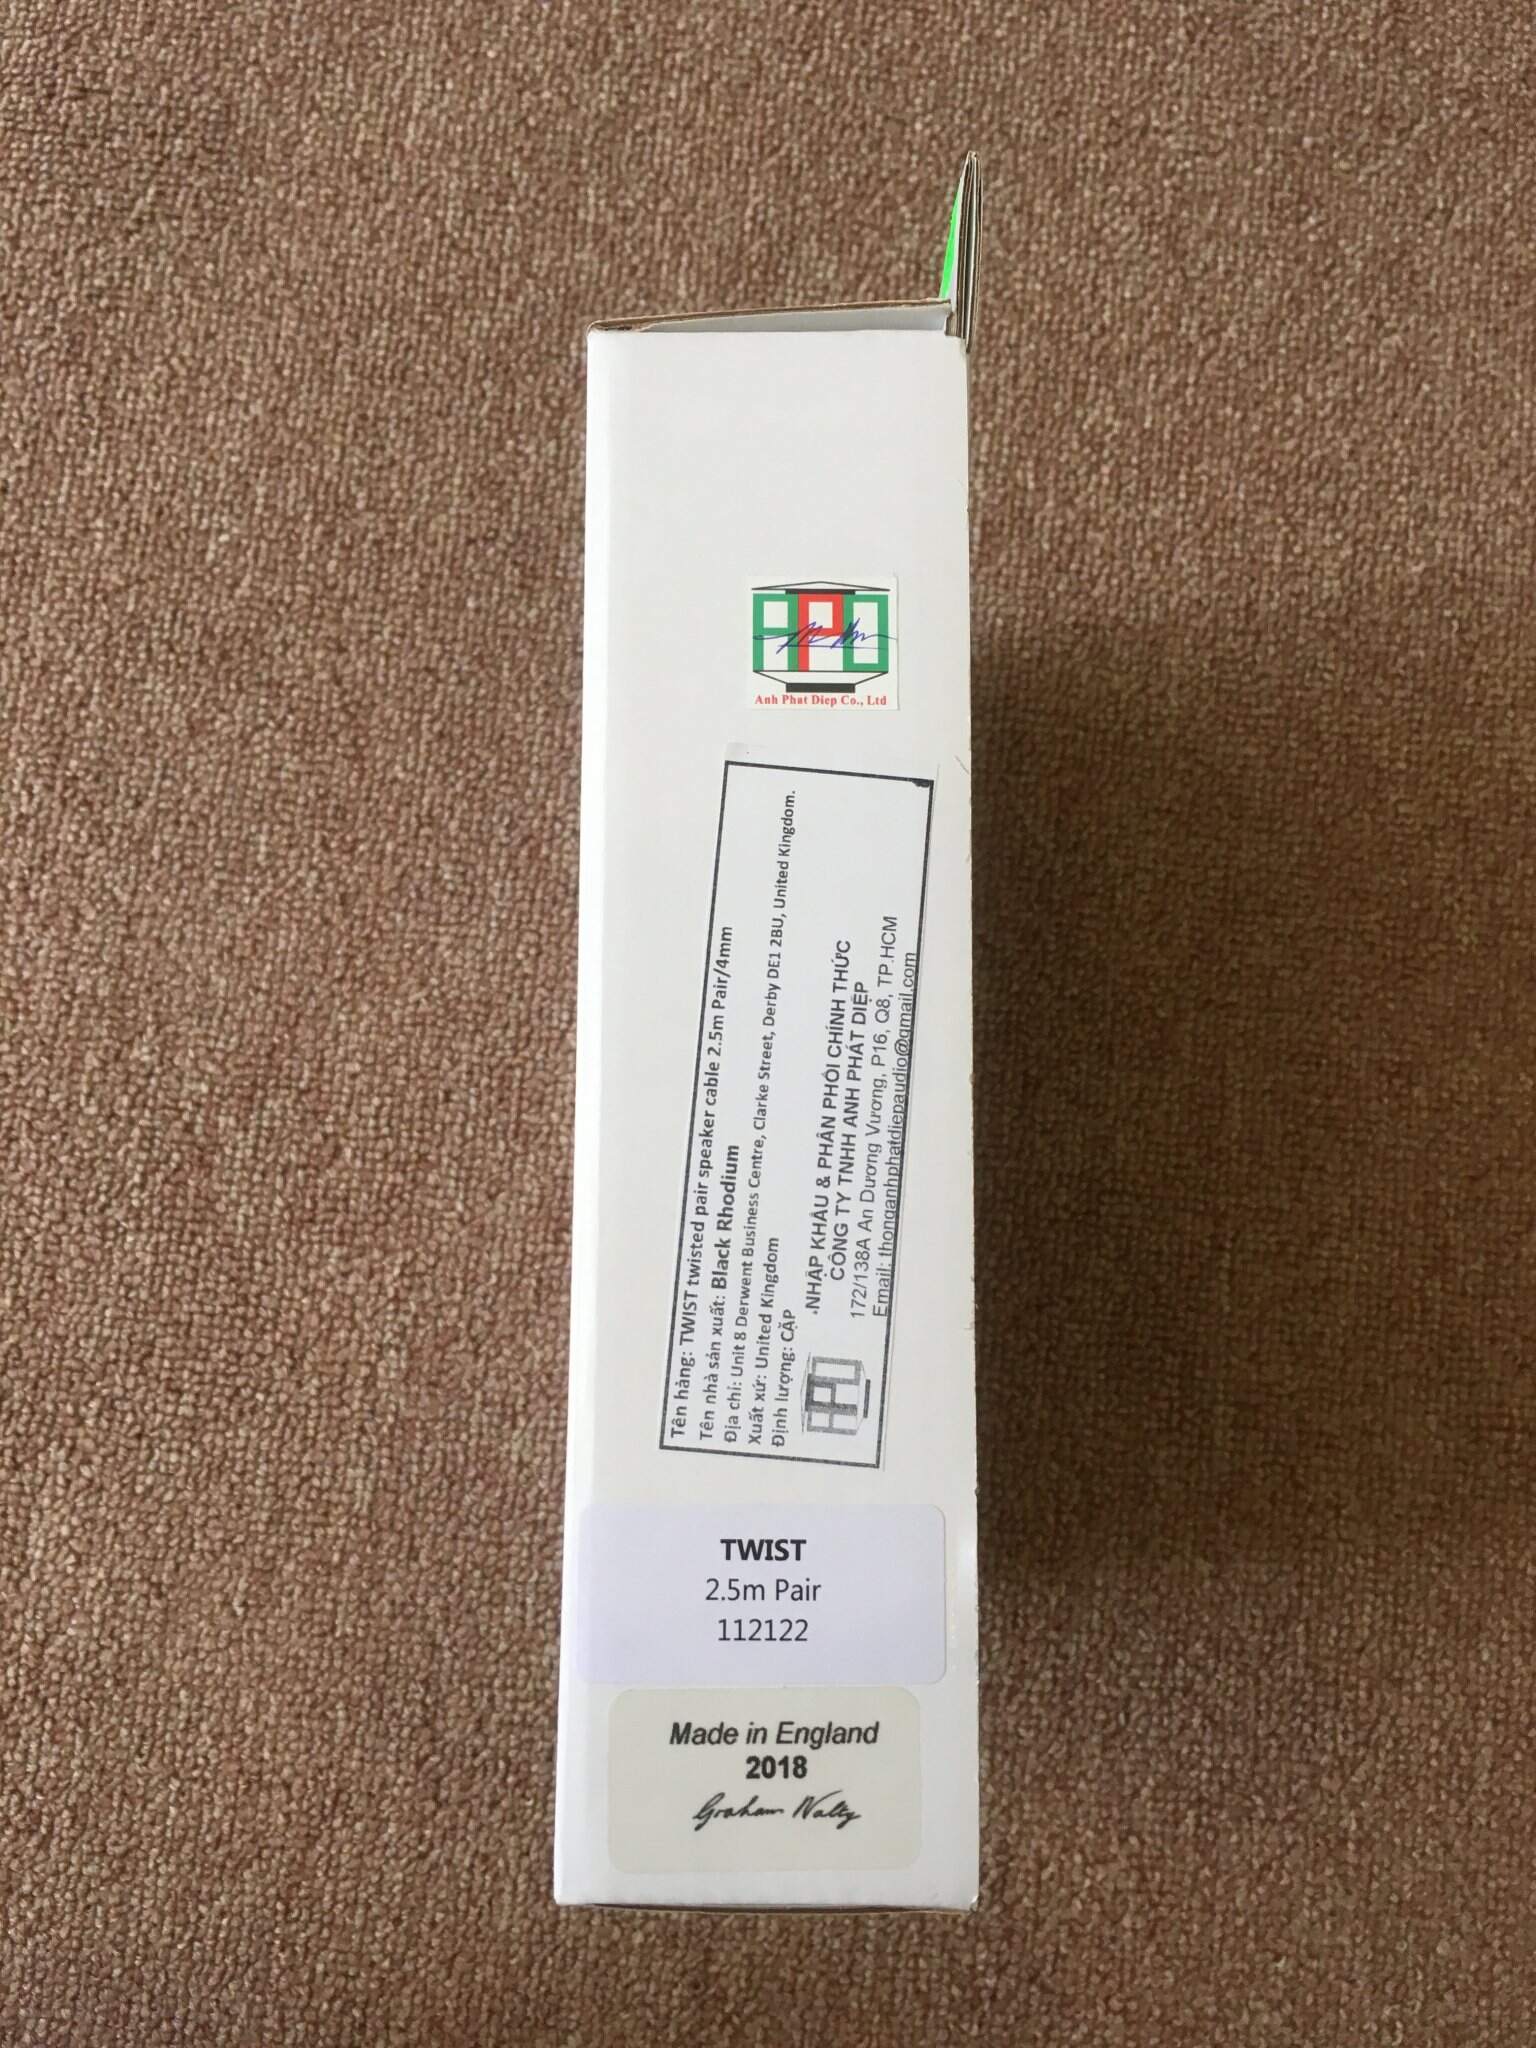 APD
Anh Phat Diep Co., Ltd
Tên hàng: TWIST twisted pair speaker cable 2.5m Pair/4mm
Tên nhà sản xuất: Black Rhodium
Địa chỉ: Unit 8 Derwent Business Centre, Clarke Street, Derby DE1 2BU, United Kingdom.
Xuất xứ: United Kingdom
Định lượng: CẶP
NHẬP KHẨU & PHÂN PHỐI CHÍNH THỨC
CÔNG TY TNHH ANH PHÁT DIỆP
172/138A An Dương Vương, P16, Q8, TP.HCM
Email: thonganhphatdiepaudio@gmail.com
APD
TWIST
2.5m Pair
112122
Made in England
2018
Graham Nalty